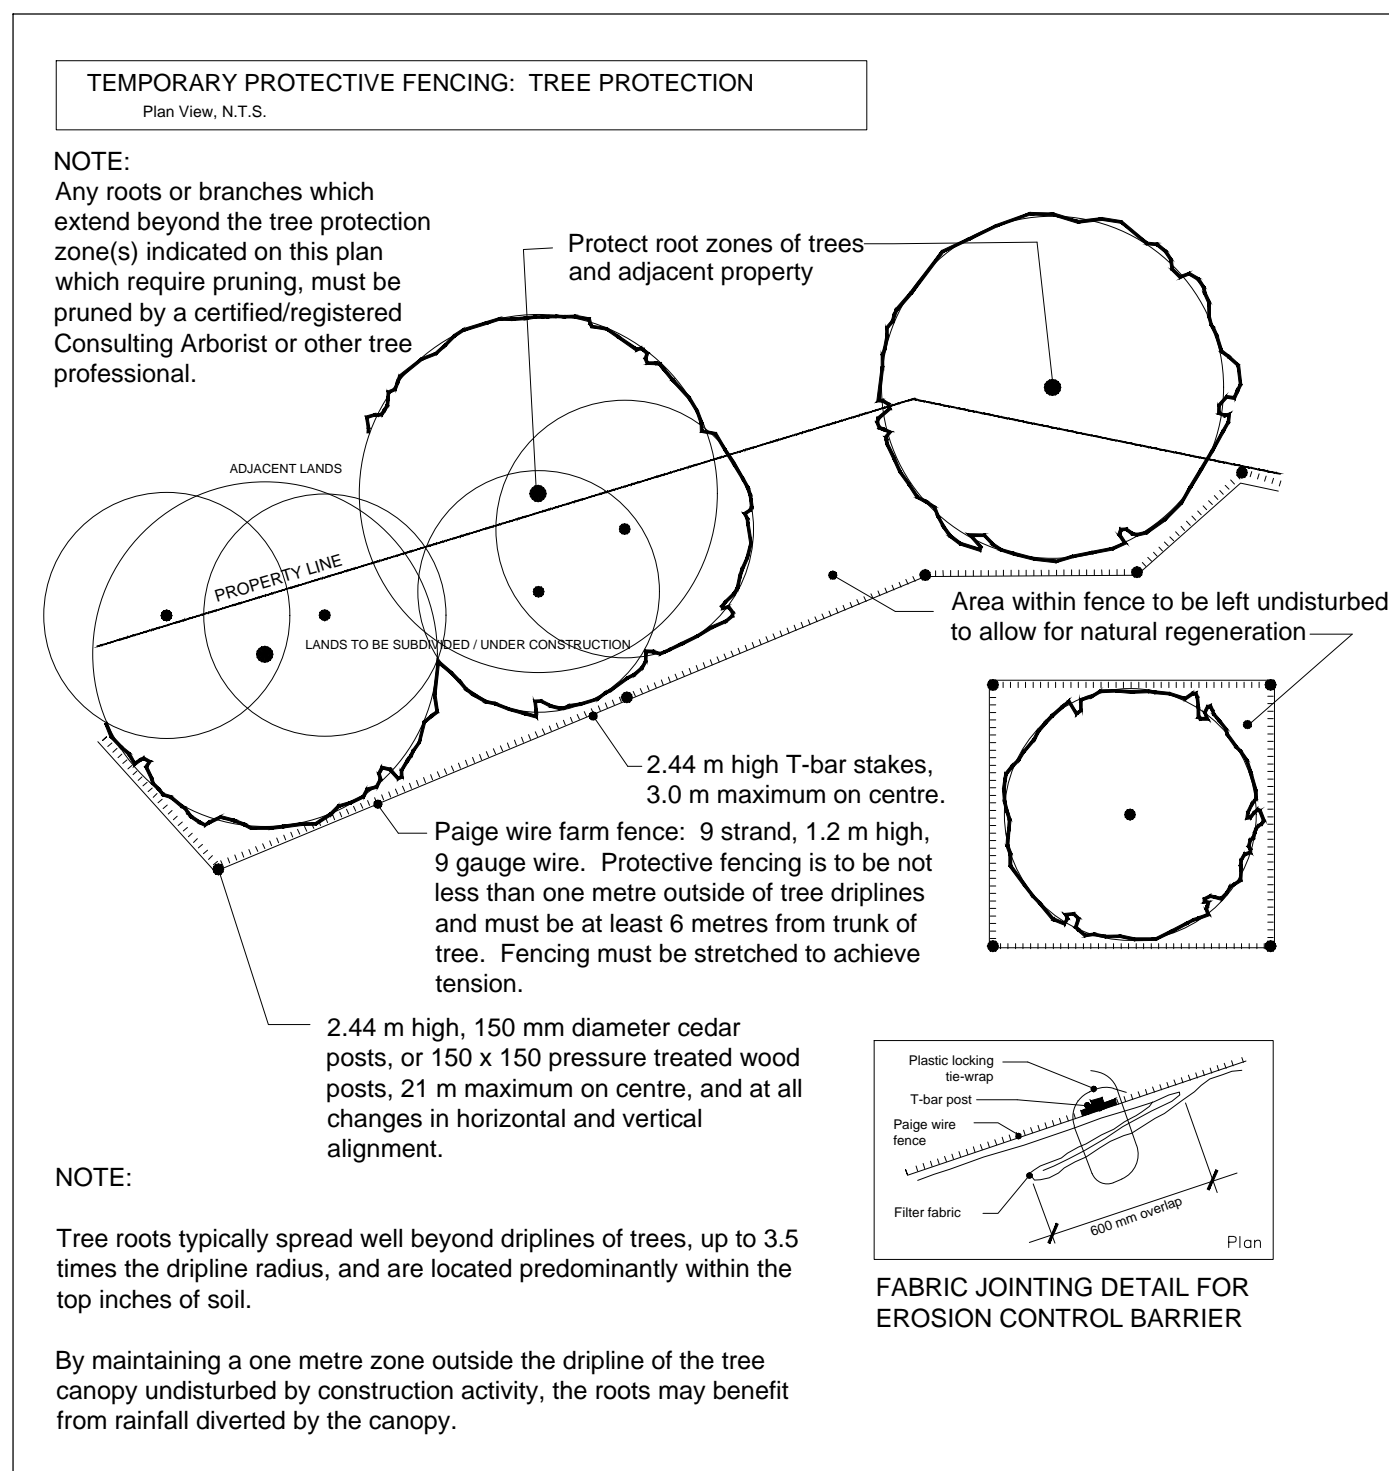 TEMPORARY PROTECTIVE FENCING: TREE PROTECTION
Plan View, N.T.S.
NOTE:
Any roots or branches which
extend beyond the tree protection
zone(s) indicated on this plan
which require pruning, must be
pruned by a certified/registered
Consulting Arborist or other tree
professional.
Protect root zones of trees
and adjacent property
ADJACENT LANDS
PROPERTY LINE
LANDS TO BE SUBDIVIDED / UNDER CONSTRUCTION
Area within fence to be left undisturbed
to allow for natural regeneration
2.44 m high T-bar stakes,
3.0 m maximum on centre.
Paige wire farm fence: 9 strand, 1.2 m high,
9 gauge wire. Protective fencing is to be not
less than one metre outside of tree driplines
and must be at least 6 metres from trunk of
tree. Fencing must be stretched to achieve
tension.
2.44 m high, 150 mm diameter cedar
posts, or 150 x 150 pressure treated wood
posts, 21 m maximum on centre, and at all
changes in horizontal and vertical
alignment.
NOTE:
Tree roots typically spread well beyond driplines of trees, up to 3.5
times the dripline radius, and are located predominantly within the
top inches of soil.
By maintaining a one metre zone outside the dripline of the tree
canopy undisturbed by construction activity, the roots may benefit
from rainfall diverted by the canopy.
Plastic locking
tie-wrap
T-bar post
Paige wire
fence
Filter fabric
600 mm overlap
Plan
FABRIC JOINTING DETAIL FOR
EROSION CONTROL BARRIER